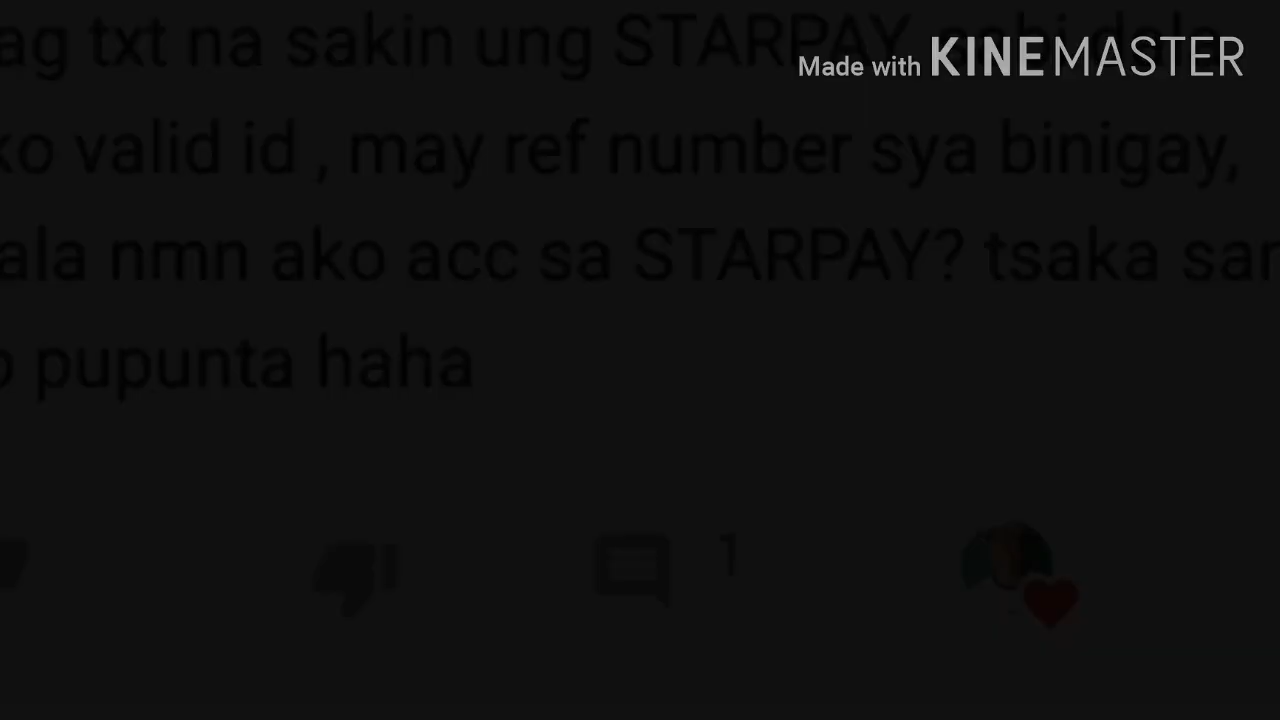 ag txt na sakin ung STARPAY
Made with KINEMASTER
ko valid id , may ref number sya binigay,
ala nmn ako acc sa STARPAY? tsaka san
o pupunta haha
1